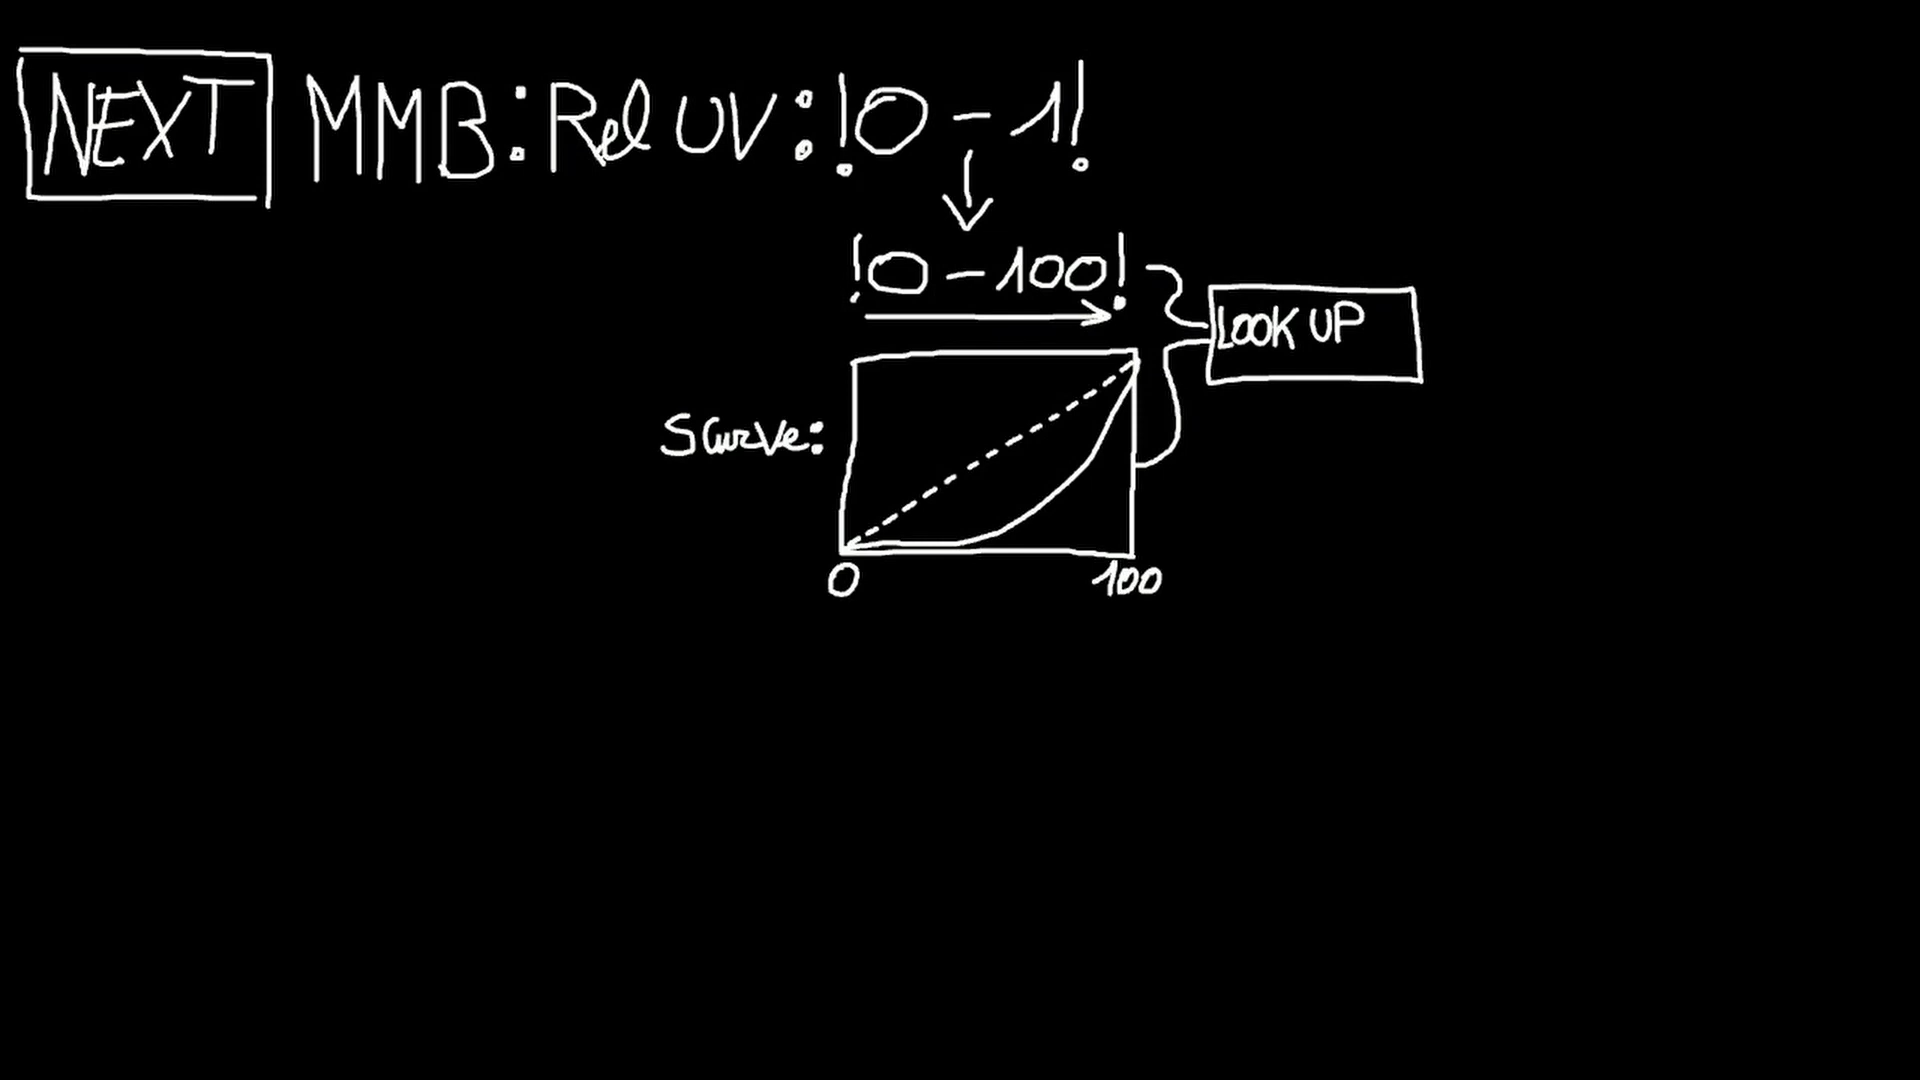 NEXT MMB: Rel UV: !0 - 1!
!0 - 100!
LOOK UP
SCurve:
0 100